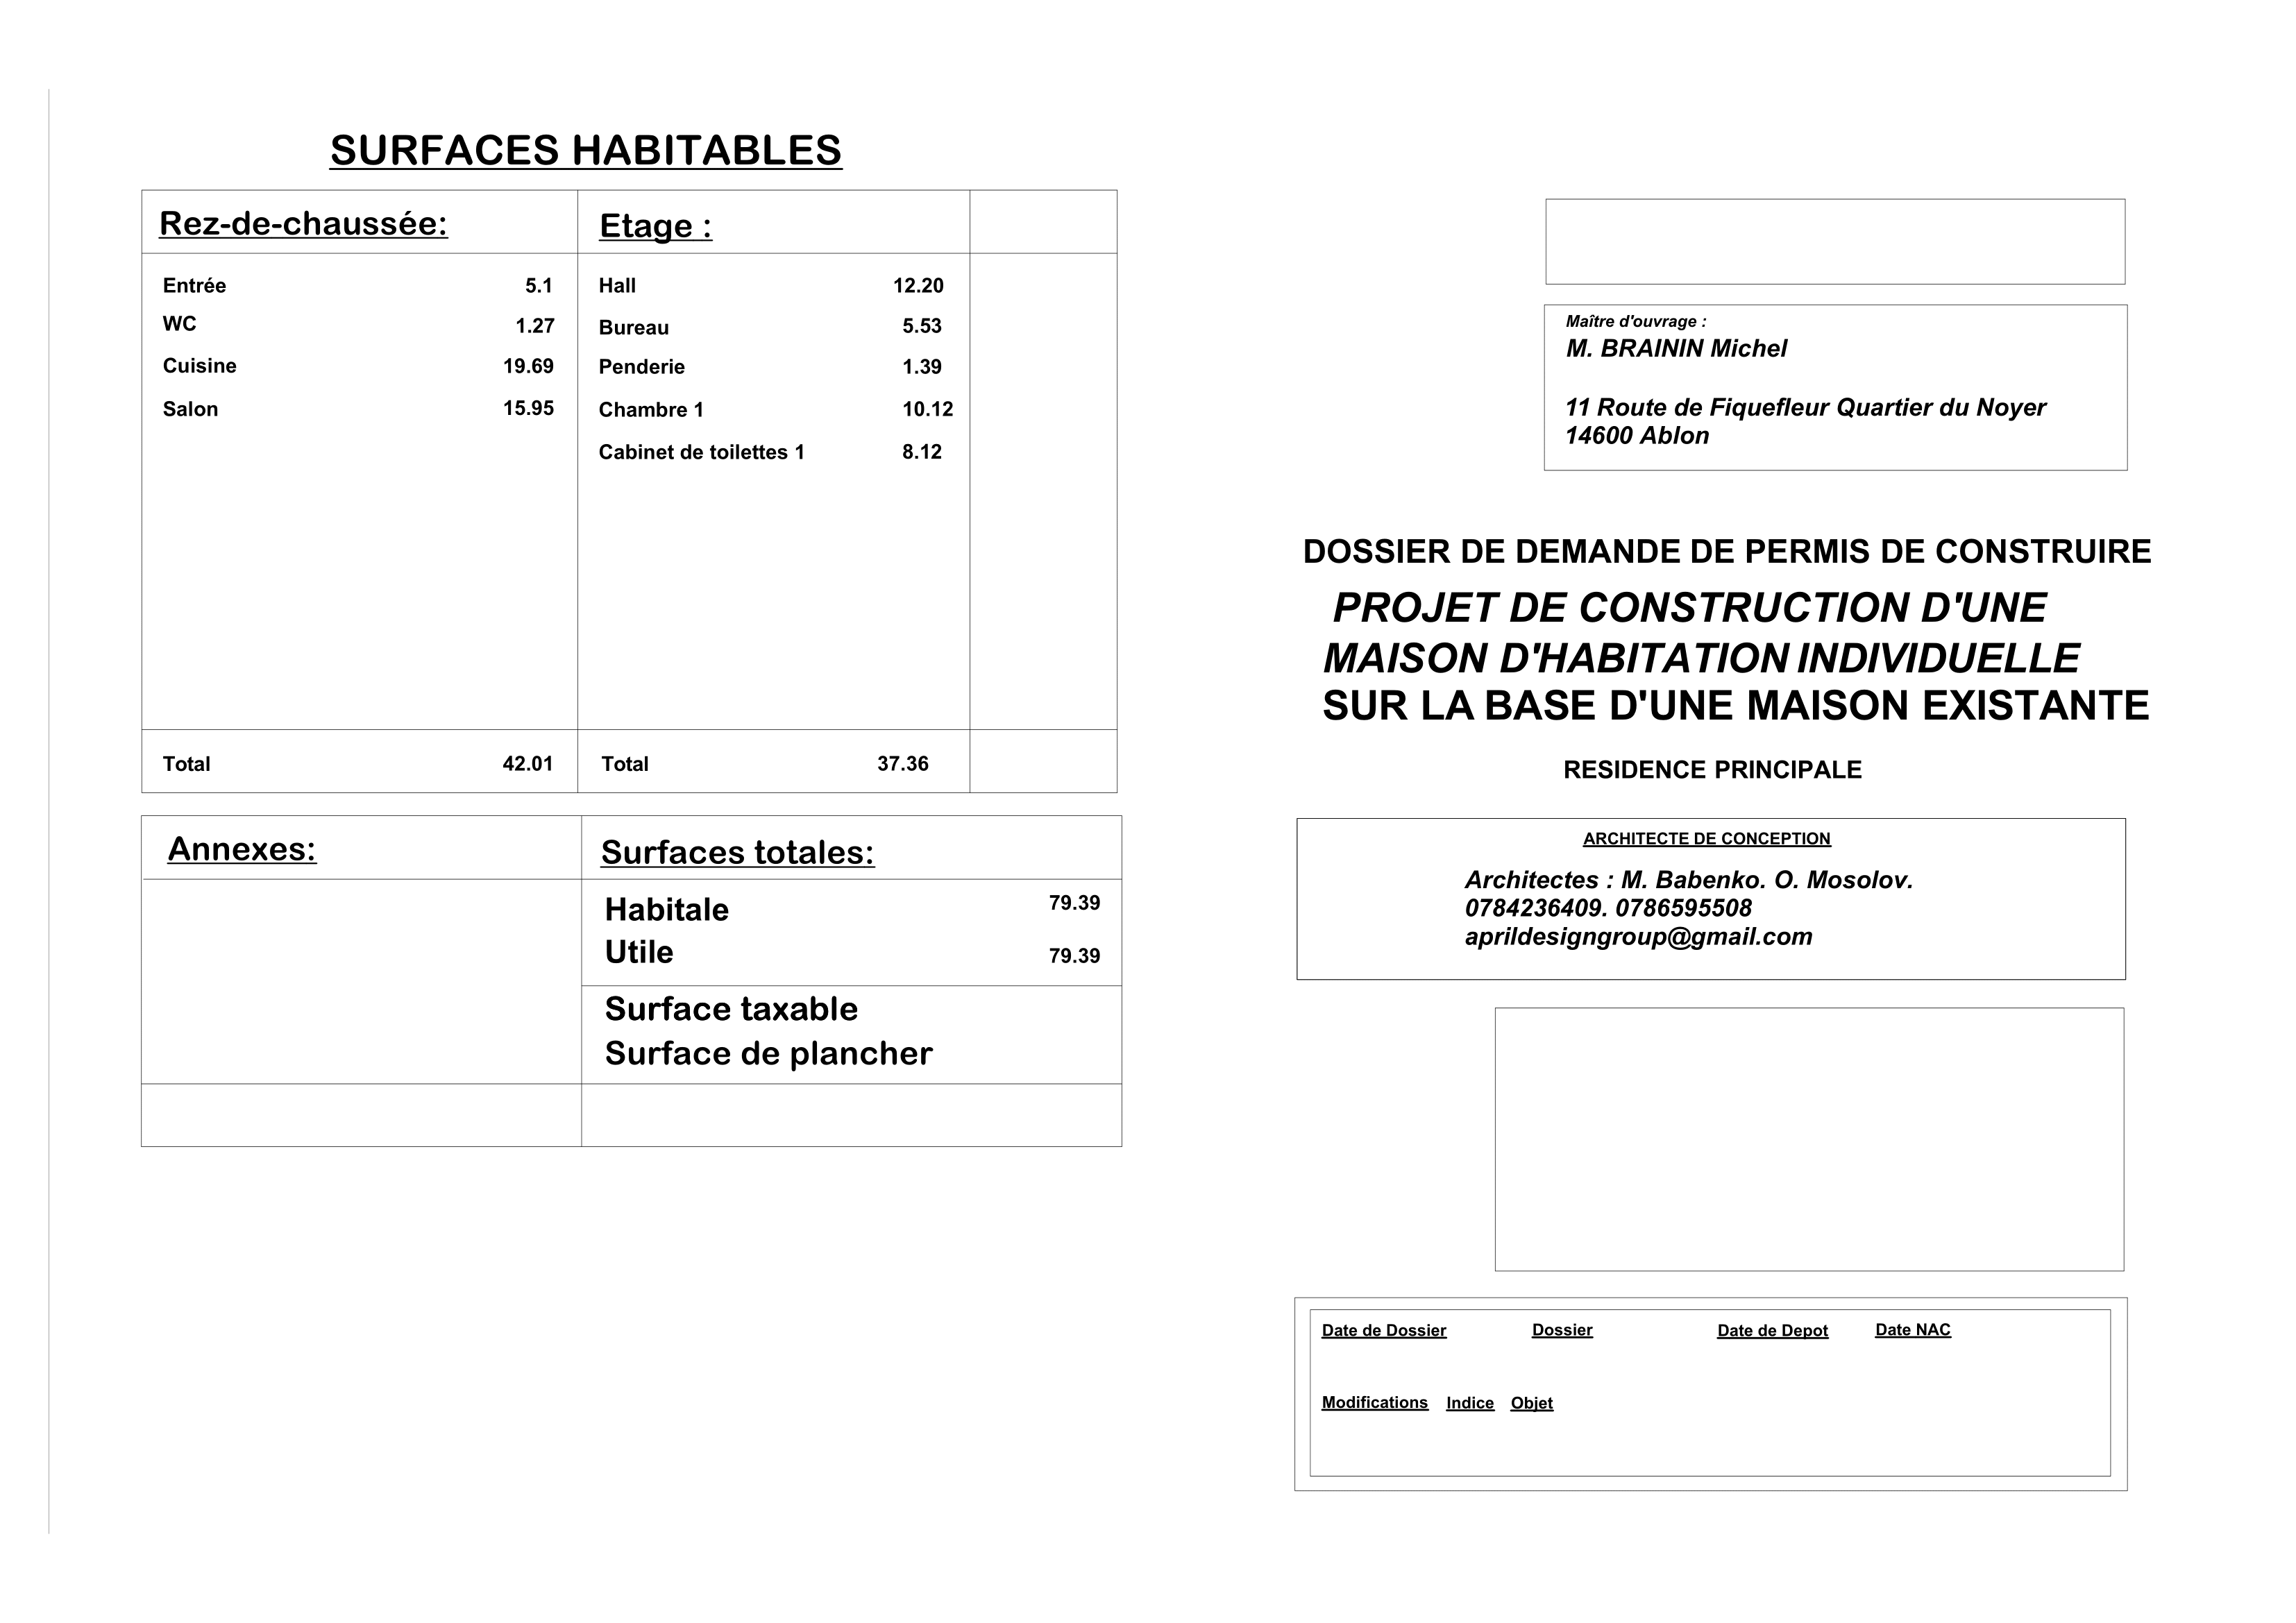 SURFACES HABITABLES
Rez-de-chaussée:
Entrée 5.1
WC 1.27
Cuisine 19.69
Salon 15.95
Total 42.01
Etage :
Hall 12.20
Bureau 5.53
Penderie 1.39
Chambre 1 10.12
Cabinet de toilettes 1 8.12
Total 37.36
Annexes:
Surfaces totales:
Habitale 79.39
Utile 79.39
Surface taxable
Surface de plancher
Maître d'ouvrage :
M. BRAININ Michel
11 Route de Fiquefleur Quartier du Noyer
14600 Ablon
DOSSIER DE DEMANDE DE PERMIS DE CONSTRUIRE
PROJET DE CONSTRUCTION D'UNE
MAISON D'HABITATION INDIVIDUELLE
SUR LA BASE D'UNE MAISON EXISTANTE
RESIDENCE PRINCIPALE
ARCHITECTE DE CONCEPTION
Architectes : M. Babenko. O. Mosolov.
0784236409. 0786595508
aprildesigngroup@gmail.com
Date de Dossier Dossier Date de Depot Date NAC
Modifications Indice Objet